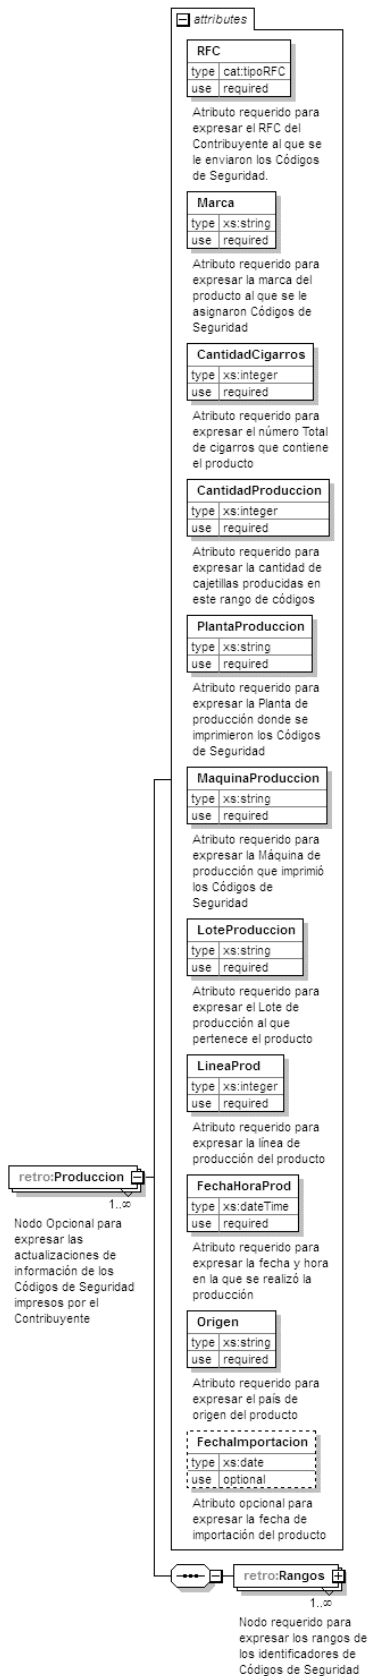 attributes
RFC
type cat:tipoRFC
use required
Atributo requerido para
expresar el RFC del
Contribuyente al que se
le enviaron los Códigos
de Seguridad.
Marca
type xs:string
use required
Atributo requerido para
expresar la marca del
producto al que se le
asignaron Códigos de
Seguridad
CantidadCigarros
type xs:integer
use required
Atributo requerido para
expresar el número Total
de cigarros que contiene
el producto
CantidadProduccion
type xs:integer
use required
Atributo requerido para
expresar la cantidad de
cajetillas producidas en
este rango de códigos
PlantaProduccion
type xs:string
use required
Atributo requerido para
expresar la Planta de
producción donde se
imprimieron los Códigos
de Seguridad
MaquinaProduccion
type xs:string
use required
Atributo requerido para
expresar la Máquina de
producción que imprimió
los Códigos de
Seguridad
LoteProduccion
type xs:string
use required
Atributo requerido para
expresar el Lote de
producción al que
pertenece el producto
LineaProd
type xs:integer
use required
Atributo requerido para
expresar la línea de
producción del producto
retro:Produccion
1..∞
Nodo Opcional para
expresar las
actualizaciones de
información de los
Códigos de Seguridad
impresos por el
Contribuyente
FechaHoraProd
type xs:dateTime
use required
Atributo requerido para
expresar la fecha y hora
en la que se realizó la
producción
Origen
type xs:string
use required
Atributo requerido para
expresar el país de
origen del producto
FechaImportacion
type xs:date
use optional
Atributo opcional para
expresar la fecha de
importación del producto
retro:Rangos
1..∞
Nodo requerido para
expresar los rangos de
los identificadores de
Códigos de Seguridad